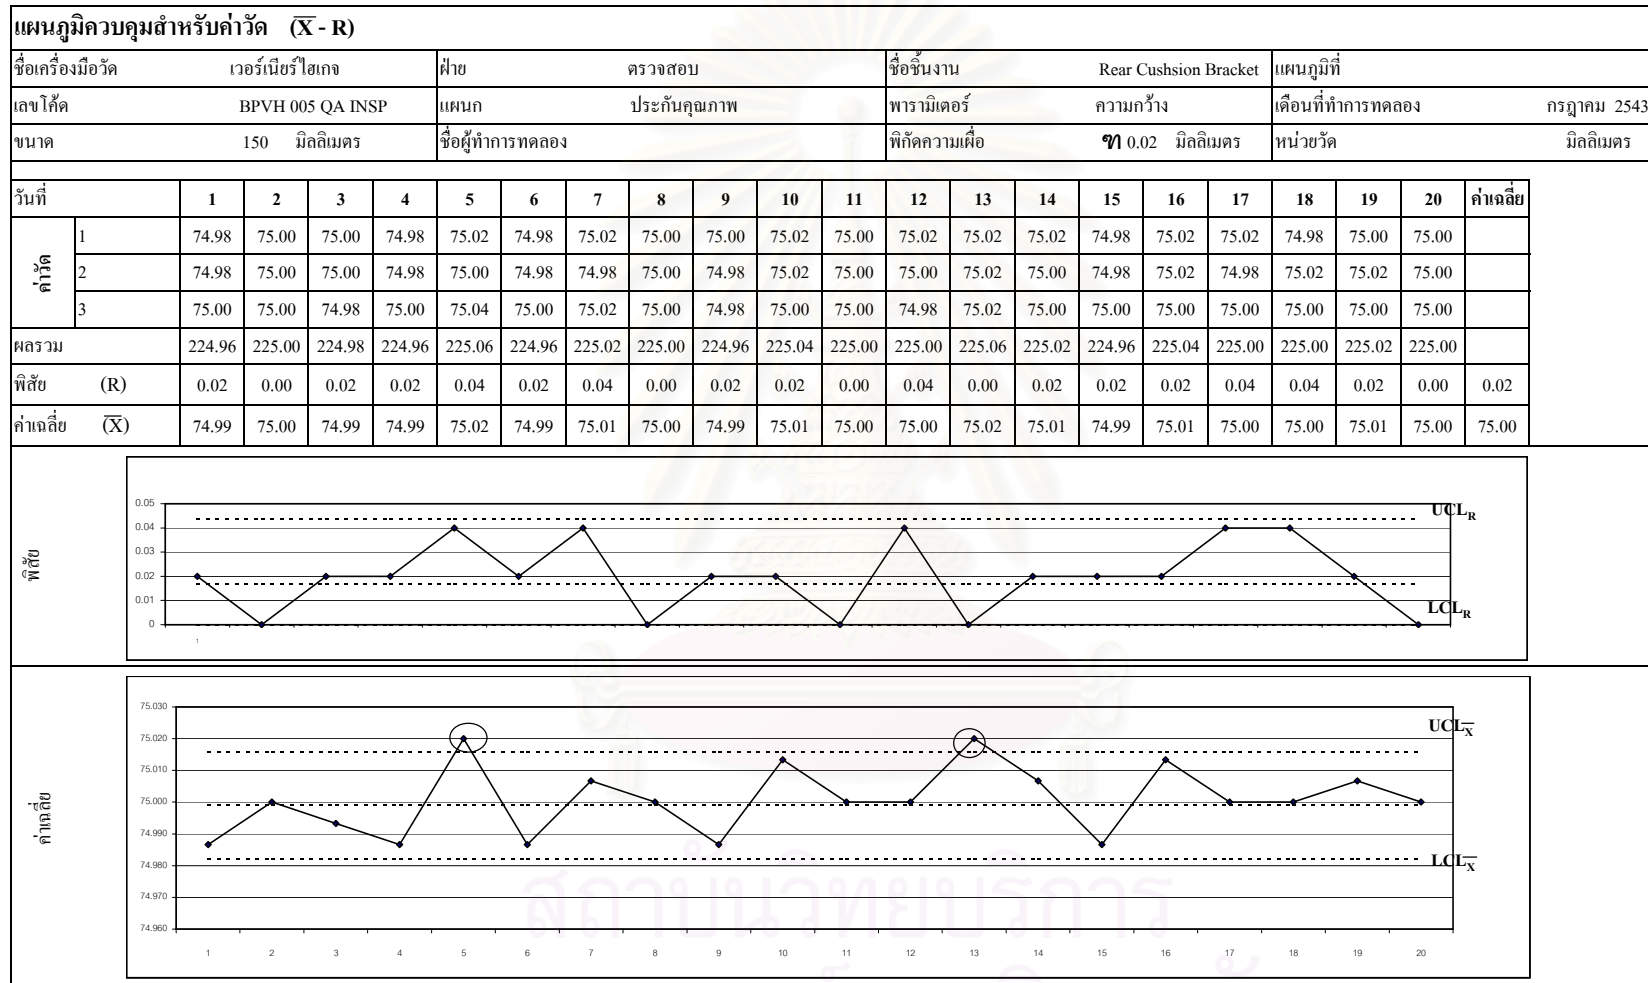 แผนภูมิควบคุมสำหรับค่าวัด (X̅ - R)
ชื่อเครื่องมือวัด เวอร์เนียร์ไฮเกจ ฝ่าย ตรวจสอบ ชื่อชิ้นงาน Rear Cushsion Bracket แผนภูมิที่
เลขโค้ด BPVH 005 QA INSP แผนก ประกันคุณภาพ พารามิเตอร์ ความกว้าง เดือนที่ทำการทดลอง กรฎาคม 2543
ขนาด 150 มิลลิเมตร ชื่อผู้ทำการทดลอง พิกัดความเผื่อ ฑ 0.02 มิลลิเมตร หน่วยวัด มิลลิเมตร
วันที่ 1 2 3 4 5 6 7 8 9 10 11 12 13 14 15 16 17 18 19 20 ค่าเฉลี่ย
ค่าวัด
1 74.98 75.00 75.00 74.98 75.02 74.98 75.02 75.00 75.00 75.02 75.00 75.02 75.02 75.02 74.98 75.02 75.02 74.98 75.00 75.00
2 74.98 75.00 75.00 74.98 75.00 74.98 74.98 75.00 74.98 75.02 75.00 75.00 75.02 75.00 74.98 75.02 74.98 75.02 75.02 75.00
3 75.00 75.00 74.98 75.00 75.04 75.00 75.02 75.00 74.98 75.00 75.00 74.98 75.02 75.00 75.00 75.00 75.00 75.00 75.00 75.00
ผลรวม 224.96 225.00 224.98 224.96 225.06 224.96 225.02 225.00 224.96 225.04 225.00 225.00 225.06 225.02 224.96 225.04 225.00 225.00 225.02 225.00
พิสัย (R) 0.02 0.00 0.02 0.02 0.04 0.02 0.04 0.00 0.02 0.02 0.00 0.04 0.00 0.02 0.02 0.02 0.04 0.04 0.02 0.00 0.02
ค่าเฉลี่ย (X̅) 74.99 75.00 74.99 74.99 75.02 74.99 75.01 75.00 74.99 75.01 75.00 75.00 75.02 75.01 74.99 75.01 75.00 75.00 75.01 75.00 75.00
พิสัย
0.05
0.04
0.03
0.02
0.01
0
1
UCL R
LCL R
ค่าเฉลี่ย
75.030
75.020
75.010
75.000
74.990
74.980
74.970
74.960
UCL X̅
LCL X̅
1 2 3 4 5 6 7 8 9 10 11 12 13 14 15 16 17 18 19 20
สถาบันวิทยบริการ